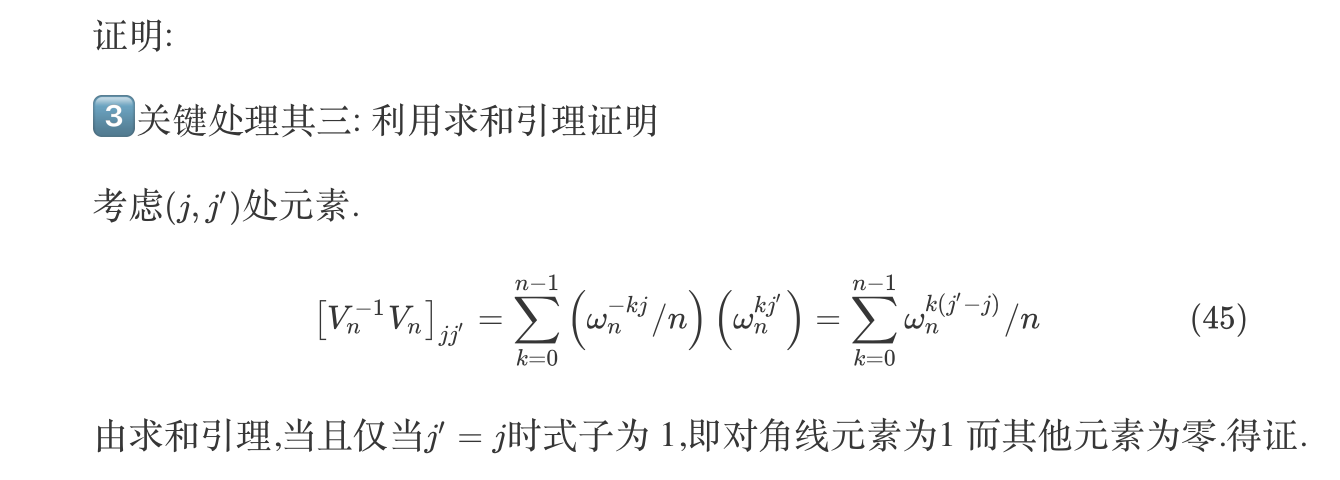 证明:
3️⃣关键处理其三: 利用求和引理证明
考虑(j, j′)处元素.
$\left[V_n^{-1} V_n\right]_{jj'} = \sum_{k=0}^{n-1} \left(\omega_n^{-kj}/n\right) \left(\omega_n^{kj'}\right) = \sum_{k=0}^{n-1} \omega_n^{k(j'-j)}/n$ (45)
由求和引理,当且仅当j′ = j时式子为 1,即对角线元素为1 而其他元素为零.得证.